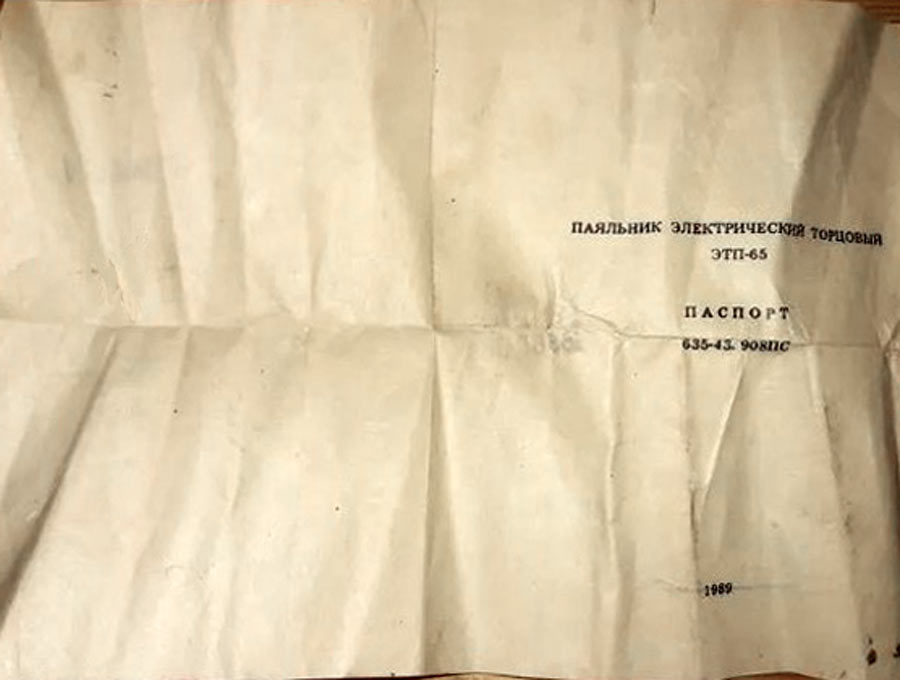 ПАЯЛЬНИК ЭЛЕКТРИЧЕСКИЙ ТОРЦОВЫЙ
ЭТП-65
ПАСПОРТ
635-43. 908ПС
1989